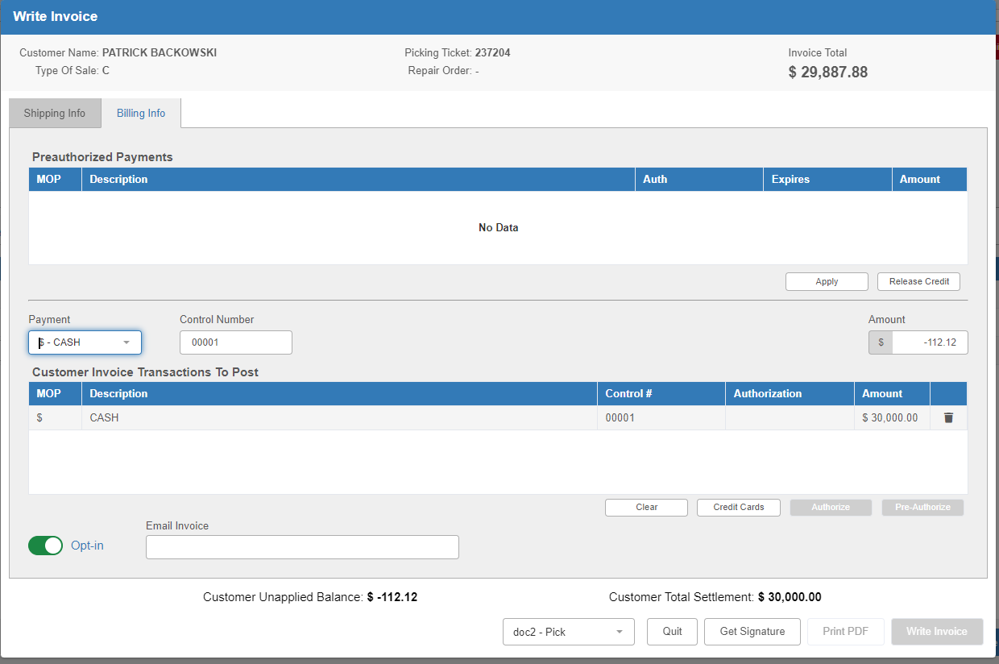 Write Invoice
Customer Name: PATRICK BACKOWSKI Picking Ticket: 237204 Invoice Total
Type Of Sale: C Repair Order: - $ 29,887.88
Shipping Info Billing Info
Preauthorized Payments
MOP Description Auth Expires Amount
No Data
Apply Release Credit
Payment Control Number Amount
$ - CASH 00001 $ -112.12
Customer Invoice Transactions To Post
MOP Description Control # Authorization Amount
$ CASH 00001 $ 30,000.00
Clear Credit Cards Authorize Pre-Authorize
Email Invoice
Opt-in
Customer Unapplied Balance: $ -112.12 Customer Total Settlement: $ 30,000.00
doc2 - Pick Quit Get Signature Print PDF Write Invoice